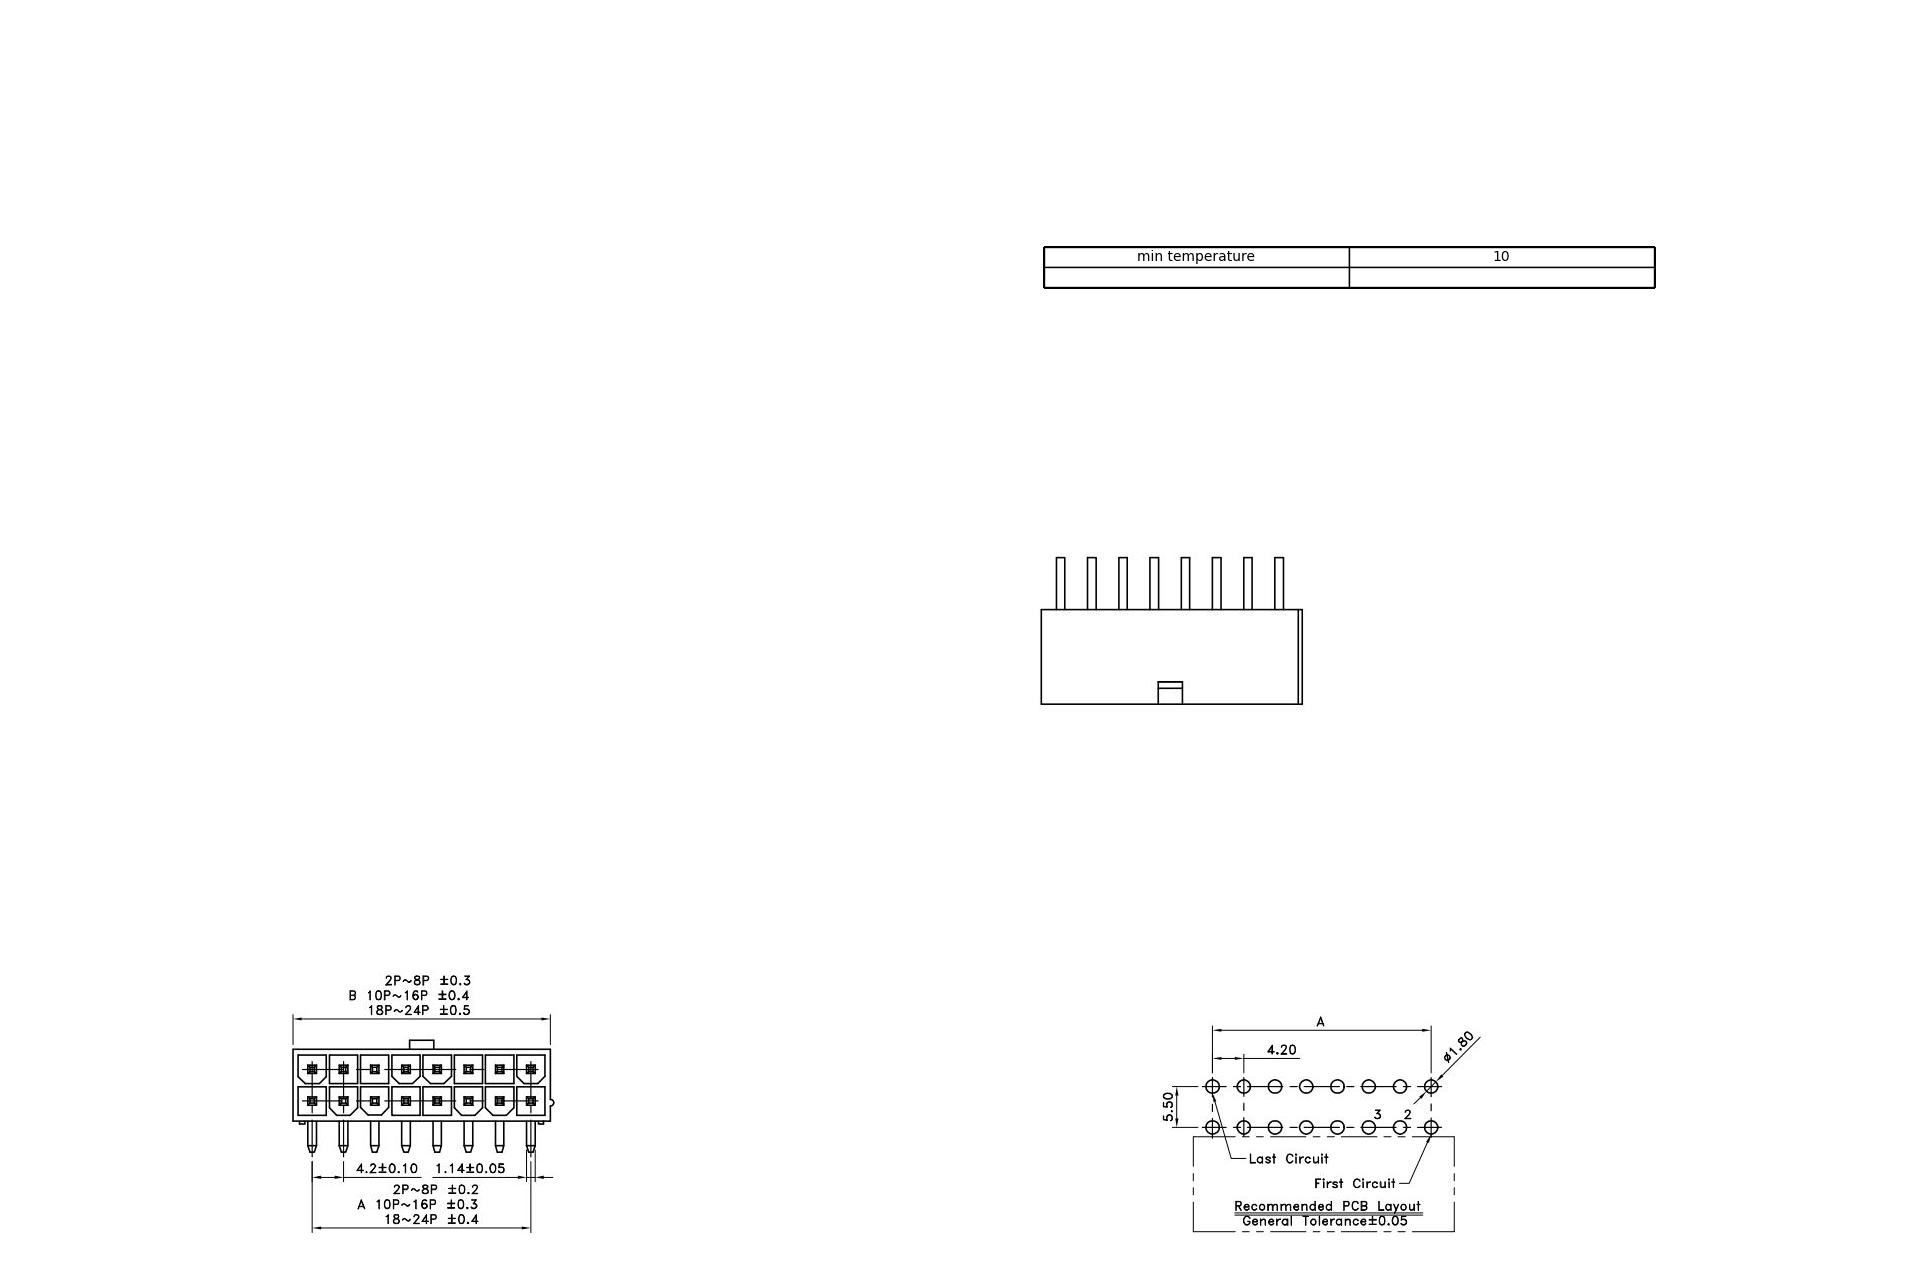 min temperature 10
2P~8P ±0.3
B 10P~16P ±0.4
18P~24P ±0.5
4.2±0.10 1.14±0.05
2P~8P ±0.2
A 10P~16P ±0.3
18~24P ±0.4
A
4.20
ø1.80
5.50
3 2
Last Circuit
First Circuit
Recommended PCB Layout
General Tolerance±0.05